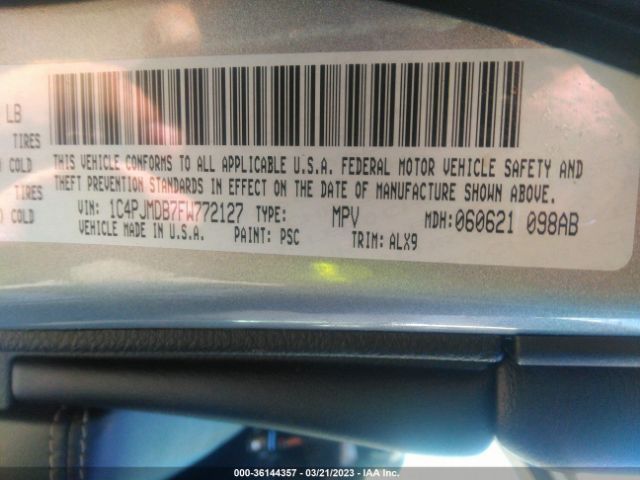 LB
TIRES
COLD
TIRES
COLD
THIS VEHICLE CONFORMS TO ALL APPLICABLE U.S.A. FEDERAL MOTOR VEHICLE SAFETY AND
THEFT PREVENTION STANDARDS IN EFFECT ON THE DATE OF MANUFACTURE SHOWN ABOVE.
VIN: 1C4PJMDB7FW772127 TYPE: MPV MDH:060621 098AB
VEHICLE MADE IN U.S.A. PAINT: PSC TRIM: ALX9
000-36144357 / 03/21/2023 / © IAA Inc.